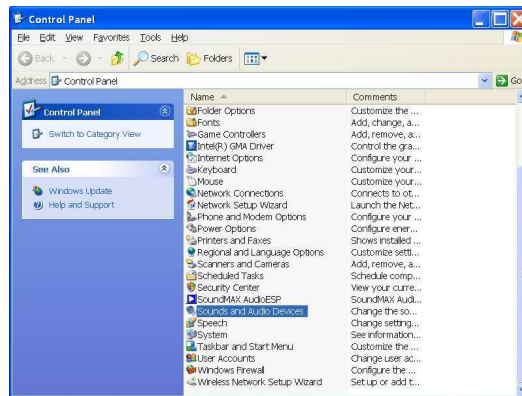 Control Panel
File Edit View Favorites Tools Help
Back Search Folders
Address Control Panel Go
Name Comments
Control Panel
Switch to Category View
See Also
Windows Update
Help and Support
Folder Options Customize the ...
Fonts Add, change, a...
Game Controllers Add, remove, a...
Intel(R) GMA Driver Control the gra...
Internet Options Configure your ...
Keyboard Customize your...
Mouse Customize your...
Network Connections Connects to ot...
Network Setup Wizard Launch the Net...
Phone and Modem Options Configure your ...
Power Options Configure ener...
Printers and Faxes Shows installed ...
Regional and Language Options Customize setti...
Scanners and Cameras Add, remove, a...
Scheduled Tasks Schedule comp...
Security Center View your curre...
SoundMAX AudioESP SoundMAX Audi...
Sounds and Audio Devices Change the so...
Speech Change setting...
System See information...
Taskbar and Start Menu Customize the ...
User Accounts Change user ac...
Windows Firewall Configure the ...
Wireless Network Setup Wizard Set up or add t...